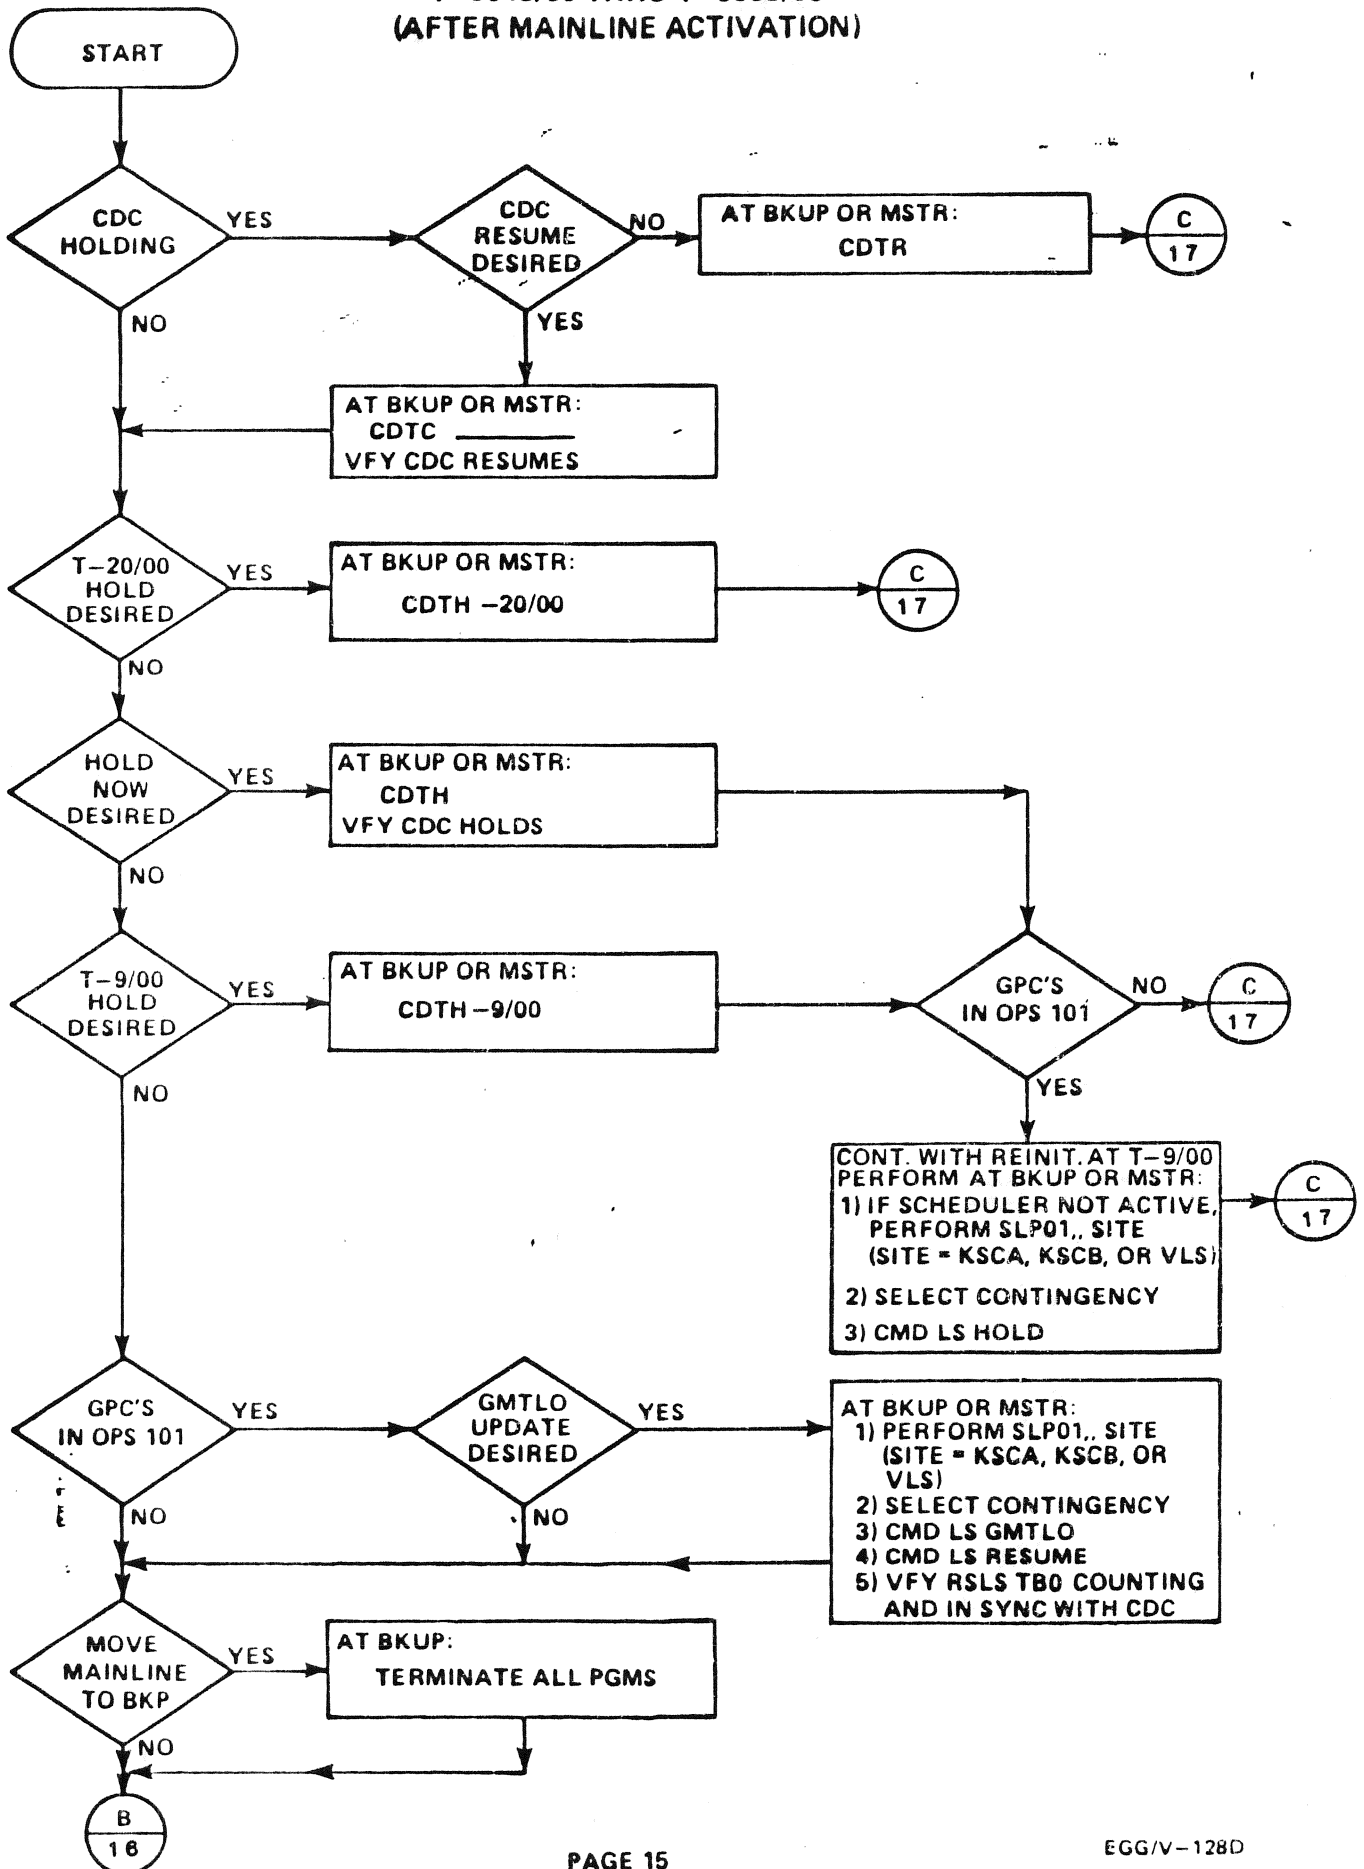 (AFTER MAINLINE ACTIVATION)
START
CDC
HOLDING
YES
NO
CDC
RESUME
DESIRED
NO
YES
AT BKUP OR MSTR:
CDTR
C
17
AT BKUP OR MSTR:
CDTC ________
VFY CDC RESUMES
T-20/00
HOLD
DESIRED
YES
NO
AT BKUP OR MSTR:
CDTH -20/00
C
17
HOLD
NOW
DESIRED
YES
NO
AT BKUP OR MSTR:
CDTH
VFY CDC HOLDS
T-9/00
HOLD
DESIRED
YES
NO
AT BKUP OR MSTR:
CDTH -9/00
GPC'S
IN OPS 101
NO
YES
C
17
CONT. WITH REINIT. AT T-9/00
PERFORM AT BKUP OR MSTR:
1) IF SCHEDULER NOT ACTIVE,
PERFORM SLP01,, SITE
(SITE = KSCA, KSCB, OR VLS)
2) SELECT CONTINGENCY
3) CMD LS HOLD
C
17
GPC'S
IN OPS 101
YES
NO
GMTLO
UPDATE
DESIRED
YES
NO
AT BKUP OR MSTR:
1) PERFORM SLP01,, SITE
(SITE = KSCA, KSCB, OR
VLS)
2) SELECT CONTINGENCY
3) CMD LS GMTLO
4) CMD LS RESUME
5) VFY RSLS TB0 COUNTING
AND IN SYNC WITH CDC
MOVE
MAINLINE
TO BKP
YES
NO
AT BKUP:
TERMINATE ALL PGMS
B
16
PAGE 15
EGG/V-128D